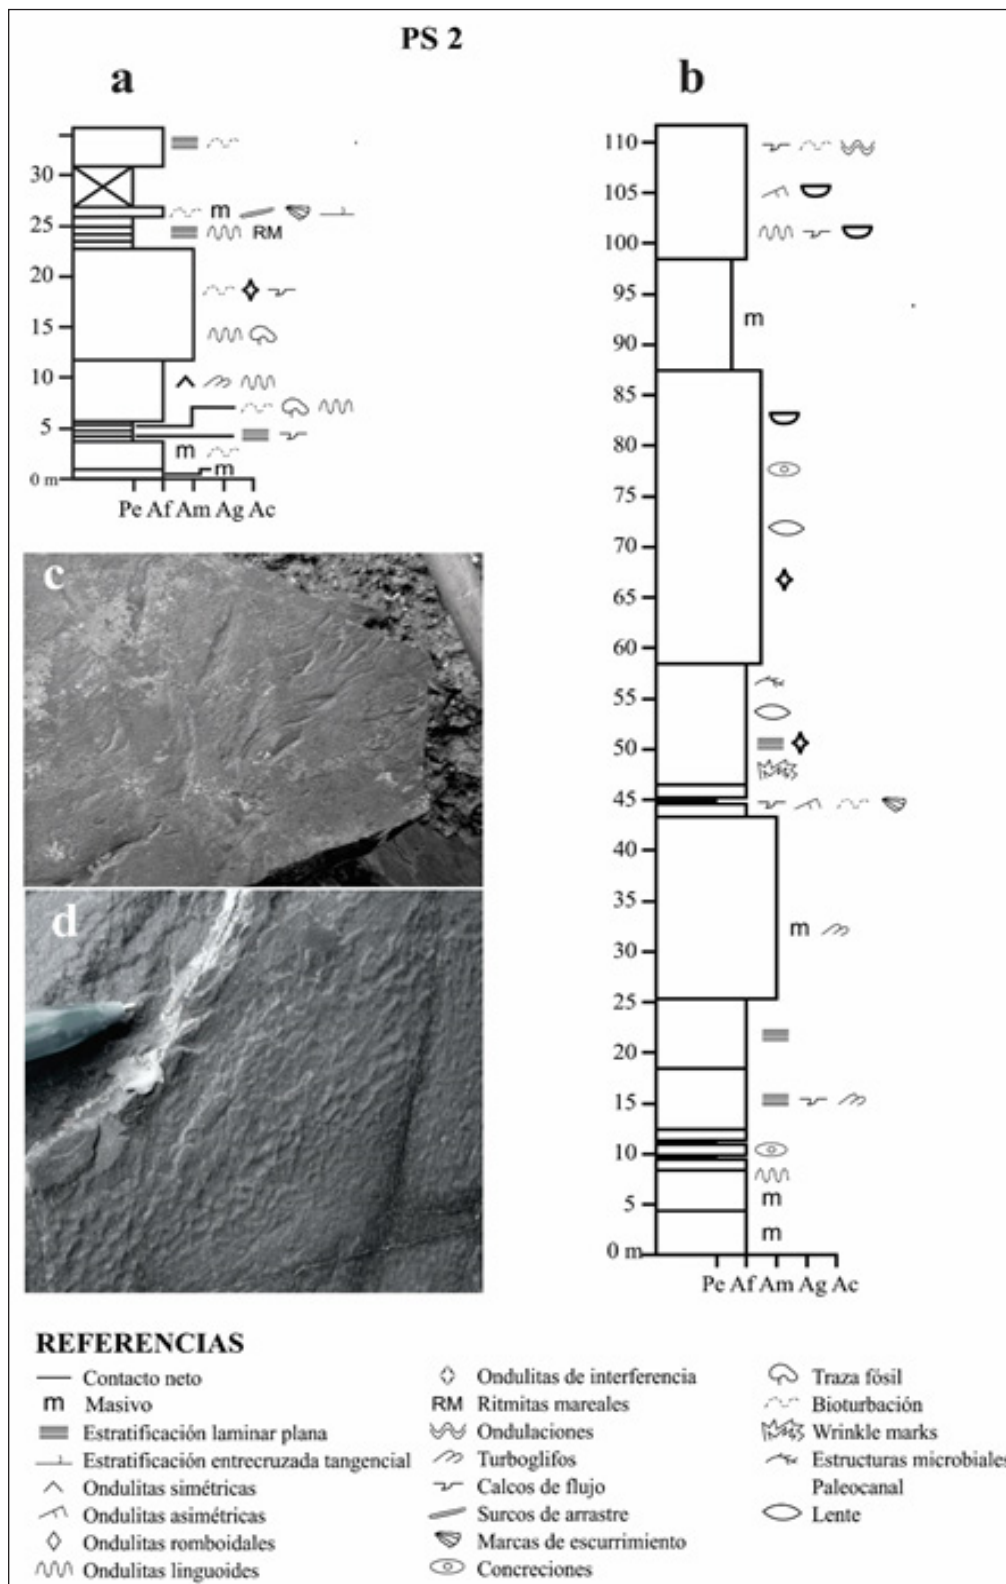 PS 2
a
30
25
20
15
10
5
0 m
RM
m
m
m
Pe Af Am Ag Ac
b
110
105
100
95
90
85
80
75
70
65
60
55
50
45
40
35
30
25
20
15
10
5
0 m
m
m
m
m
Pe Af Am Ag Ac
c
d
REFERENCIAS
Contacto neto
m Masivo
Estratificación laminar plana
Estratificación entrecruzada tangencial
Ondulitas simétricas
Ondulitas asimétricas
Ondulitas romboidales
Ondulitas linguoides
Ondulitas de interferencia
RM Ritmitas mareales
Ondulaciones
Turboglifos
Calcos de flujo
Surcos de arrastre
Marcas de escurrimiento
Concreciones
Traza fósil
Bioturbación
Wrinkle marks
Estructuras microbiales
Paleocanal
Lente